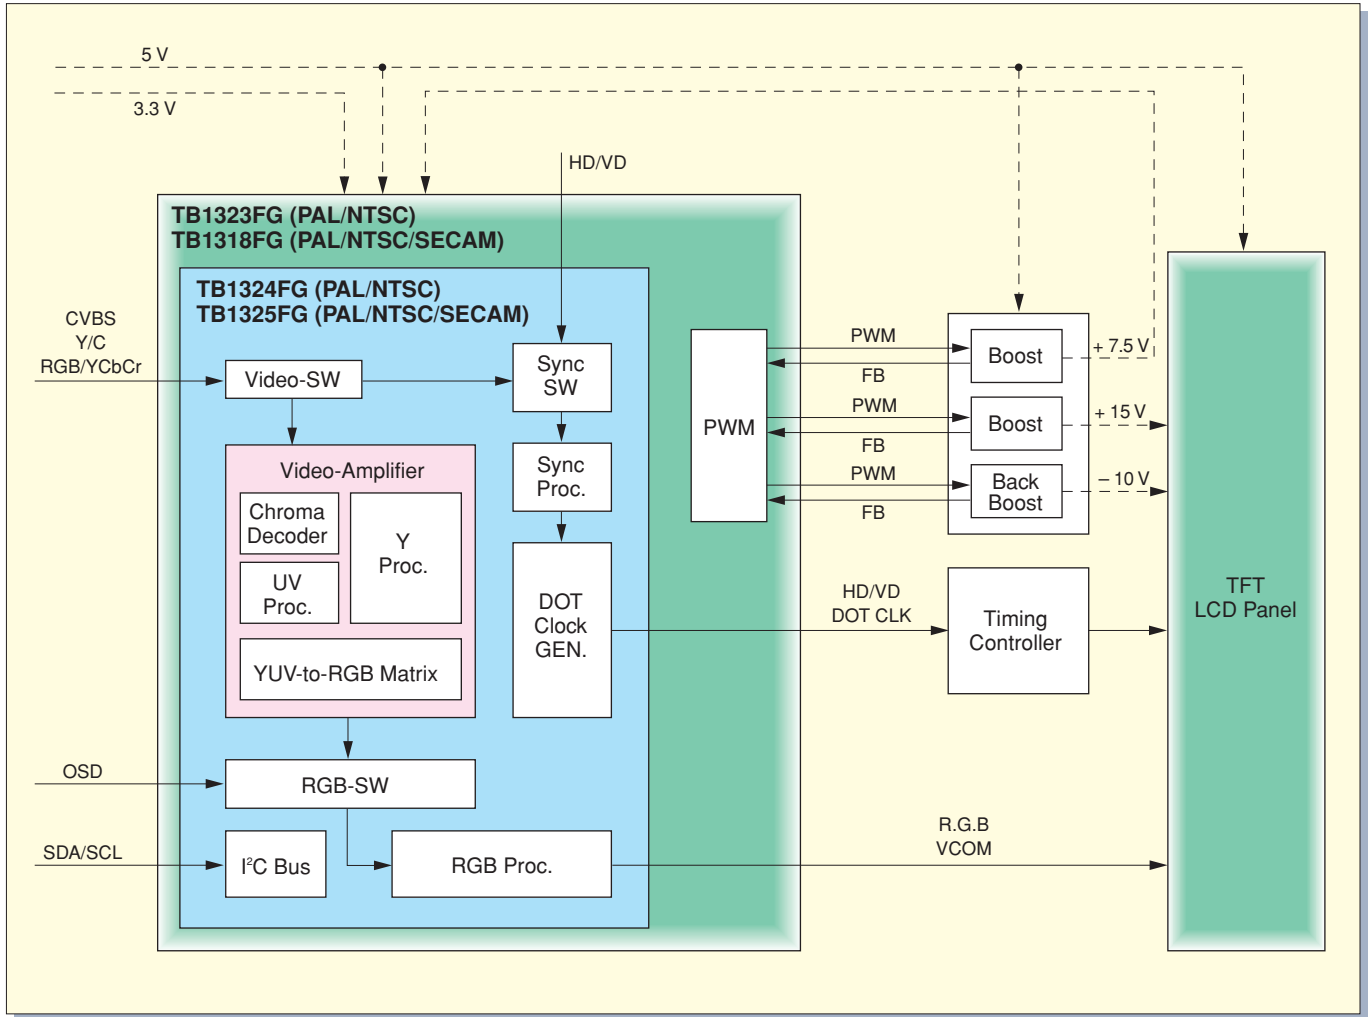 5 V
3.3 V
HD/VD
TB1323FG (PAL/NTSC)
TB1318FG (PAL/NTSC/SECAM)
TB1324FG (PAL/NTSC)
TB1325FG (PAL/NTSC/SECAM)
CVBS
Y/C
RGB/YCbCr
Video-SW
Sync
SW
Video-Amplifier
Chroma
Decoder
Y
Proc.
UV
Proc.
YUV-to-RGB Matrix
Sync
Proc.
DOT
Clock
GEN.
OSD
RGB-SW
SDA/SCL
I²C Bus
RGB Proc.
PWM
PWM
FB
PWM
FB
PWM
FB
Boost
Boost
Back
Boost
+ 7.5 V
+ 15 V
– 10 V
HD/VD
DOT CLK
Timing
Controller
R.G.B
VCOM
TFT
LCD Panel